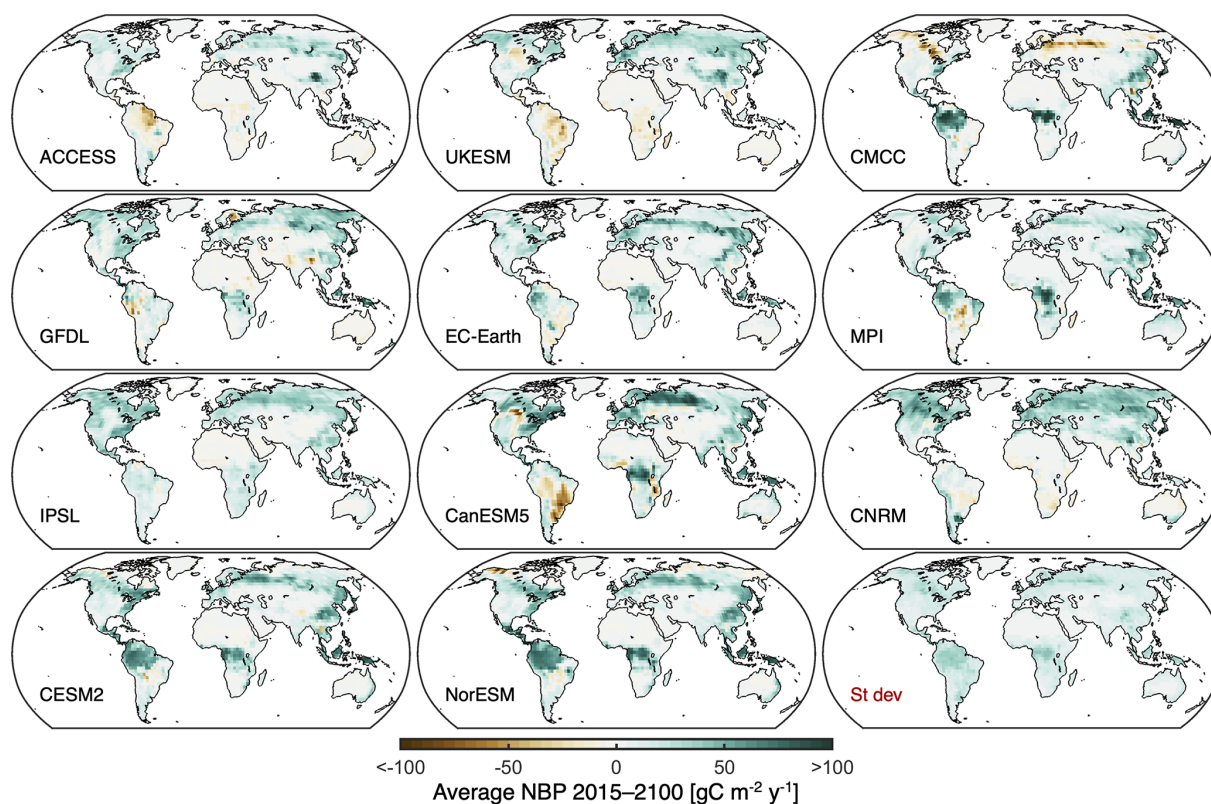 ACCESS
UKESM
CMCC
GFDL
EC-Earth
MPI
IPSL
CanESM5
CNRM
CESM2
NorESM
St dev
<-100 -50 0 50 >100
Average NBP 2015–2100 [gC m⁻² y⁻¹]